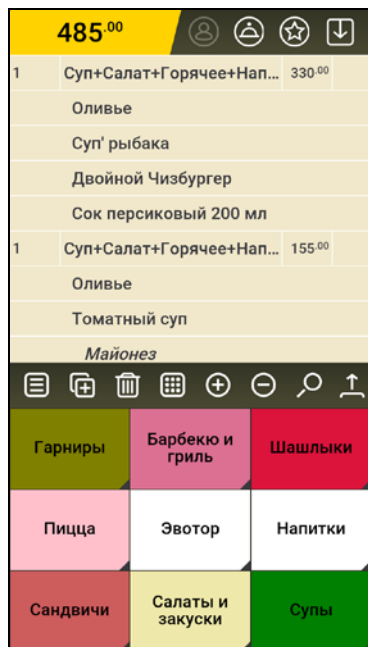 485.00
1 Суп+Салат+Горячее+Нап... 330.00
Оливье
Суп' рыбака
Двойной Чизбургер
Сок персиковый 200 мл
1 Суп+Салат+Горячее+Нап... 155.00
Оливье
Томатный суп
Майонез
Гарниры
Барбекю и
гриль
Шашлыки
Пицца
Эвотор
Напитки
Сандвичи
Салаты и
закуски
Супы